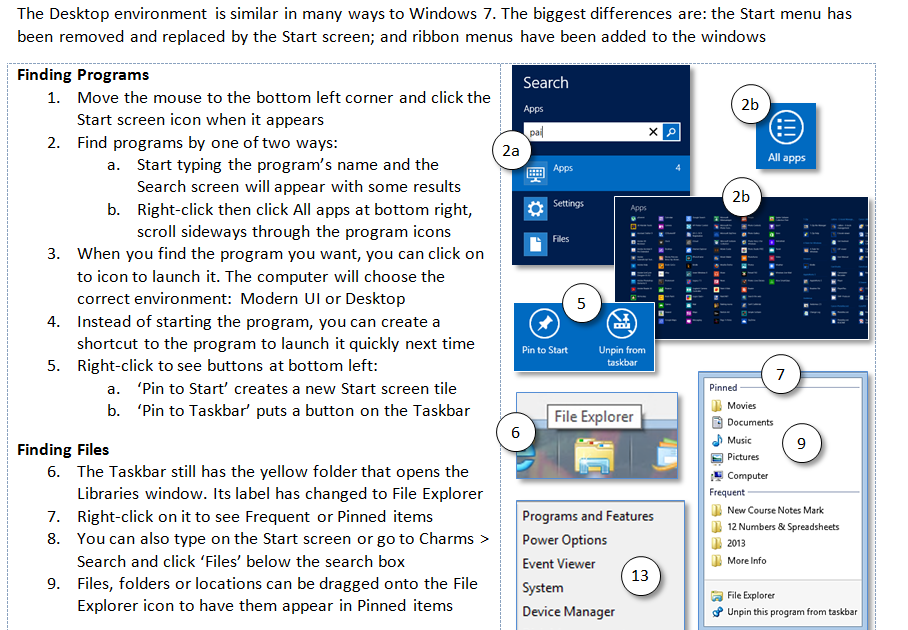 The Desktop environment is similar in many ways to Windows 7. The biggest differences are: the Start menu has
been removed and replaced by the Start screen; and ribbon menus have been added to the windows
Finding Programs
1. Move the mouse to the bottom left corner and click the
Start screen icon when it appears
2. Find programs by one of two ways:
a. Start typing the program's name and the
Search screen will appear with some results
b. Right-click then click All apps at bottom right,
scroll sideways through the program icons
3. When you find the program you want, you can click on
to icon to launch it. The computer will choose the
correct environment: Modern UI or Desktop
4. Instead of starting the program, you can create a
shortcut to the program to launch it quickly next time
5. Right-click to see buttons at bottom left:
a. 'Pin to Start' creates a new Start screen tile
b. 'Pin to Taskbar' puts a button on the Taskbar
Finding Files
6. The Taskbar still has the yellow folder that opens the
Libraries window. Its label has changed to File Explorer
7. Right-click on it to see Frequent or Pinned items
8. You can also type on the Start screen or go to Charms >
Search and click 'Files' below the search box
9. Files, folders or locations can be dragged onto the File
Explorer icon to have them appear in Pinned items
Search
Apps
pai
2a
Apps 4
Settings
Files
2b
All apps
2b
Apps
5
Pin to Start
Unpin from
taskbar
6
File Explorer
7
Pinned
Movies
Documents
Music
9
Pictures
Computer
Frequent
New Course Notes Mark
12 Numbers & Spreadsheets
2013
More Info
File Explorer
Unpin this program from taskbar
Programs and Features
Power Options
Event Viewer
13
System
Device Manager